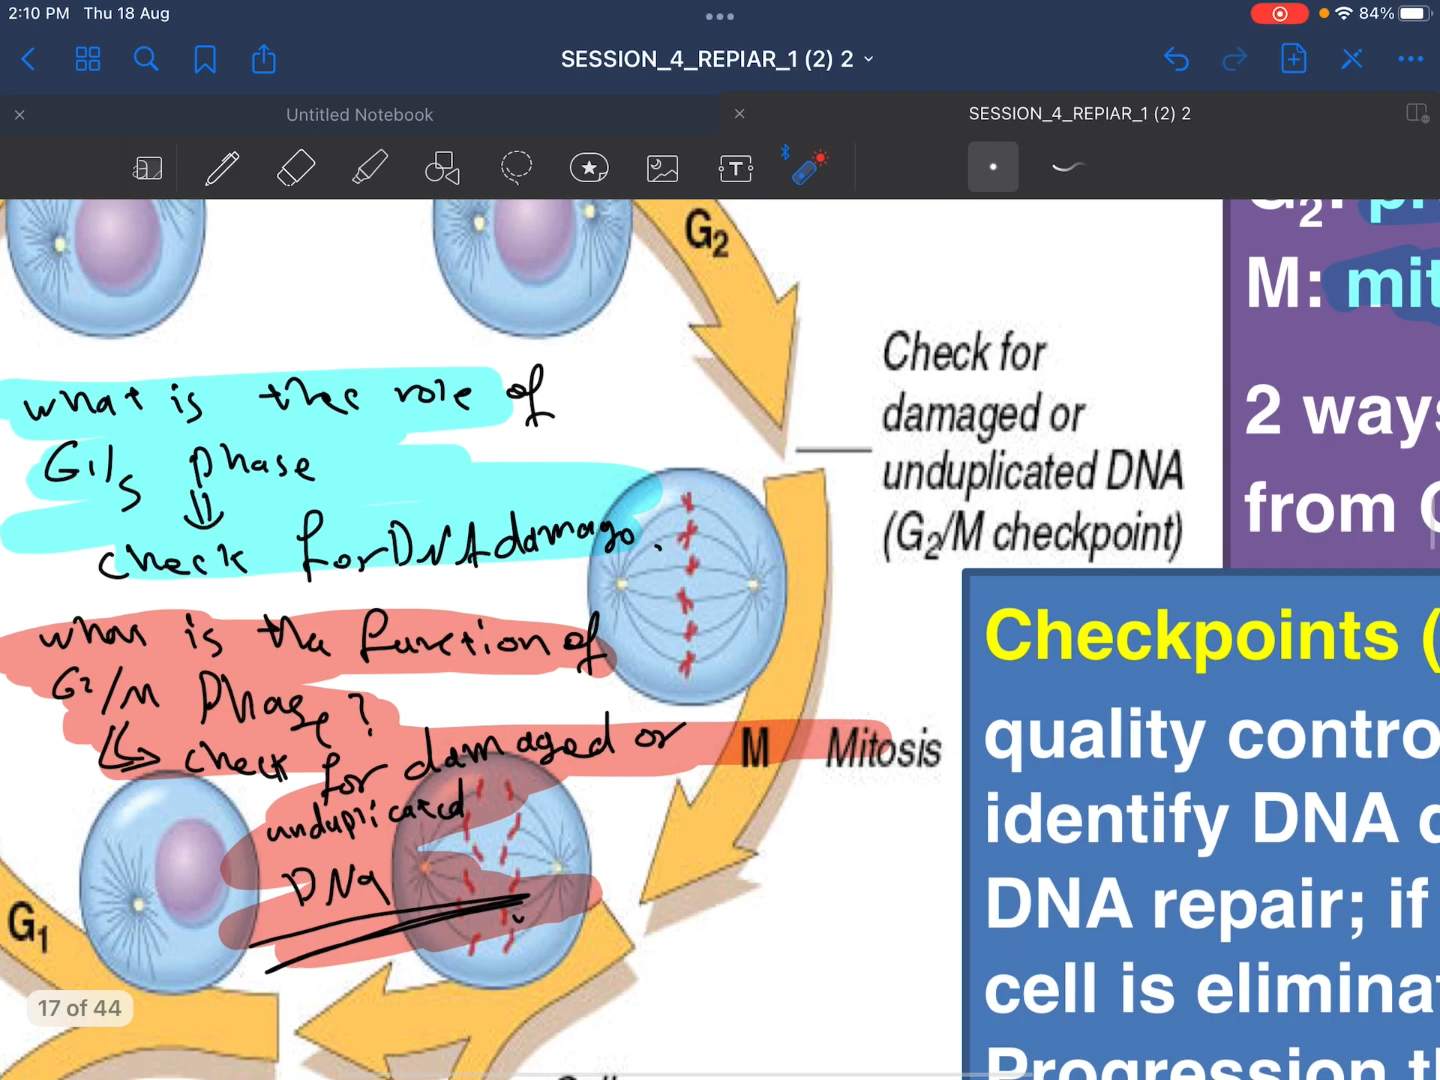 2:10 PM Thu 18 Aug
84%
SESSION_4_REPIAR_1 (2) 2
Untitled Notebook
SESSION_4_REPIAR_1 (2) 2
T
G2
G2:
M: mit
Check for
damaged or
unduplicated DNA
(G2/M checkpoint)
2 ways
from
what is the role of
G1/S phase
check for DNA damage.
what is the function of
G2/M Phase?
check for damaged or
unduplicated
DNA
M Mitosis
G1
Checkpoints (
quality contro
identify DNA
DNA repair; if
cell is elimina
Progression th
17 of 44